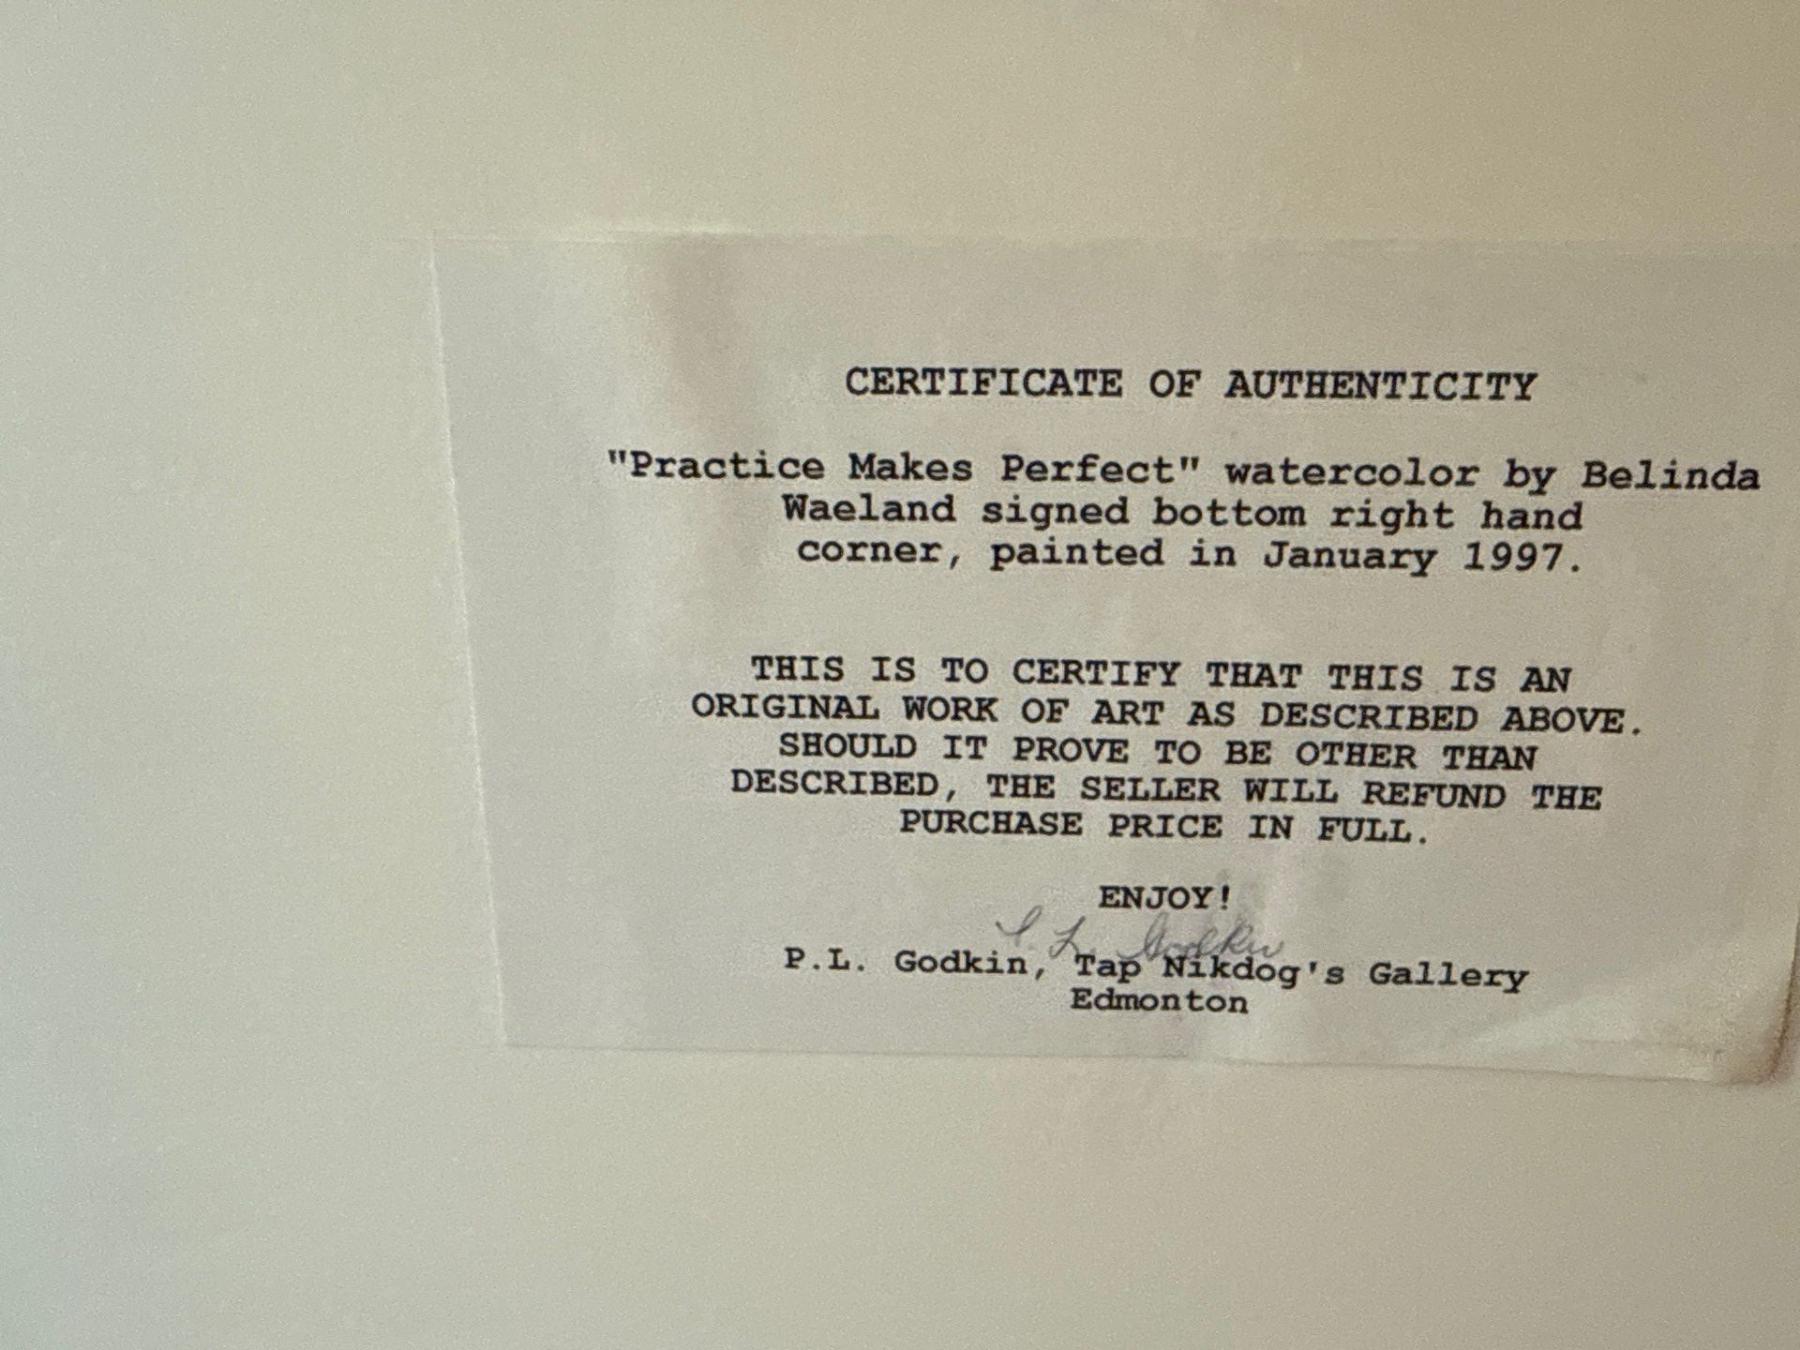 CERTIFICATE OF AUTHENTICITY
"Practice Makes Perfect" watercolor by Belinda
Waeland signed bottom right hand
corner, painted in January 1997.
THIS IS TO CERTIFY THAT THIS IS AN
ORIGINAL WORK OF ART AS DESCRIBED ABOVE.
SHOULD IT PROVE TO BE OTHER THAN
DESCRIBED, THE SELLER WILL REFUND THE
PURCHASE PRICE IN FULL.
ENJOY!
P. L. Godkin
P.L. Godkin, Tap Nikdog's Gallery
Edmonton